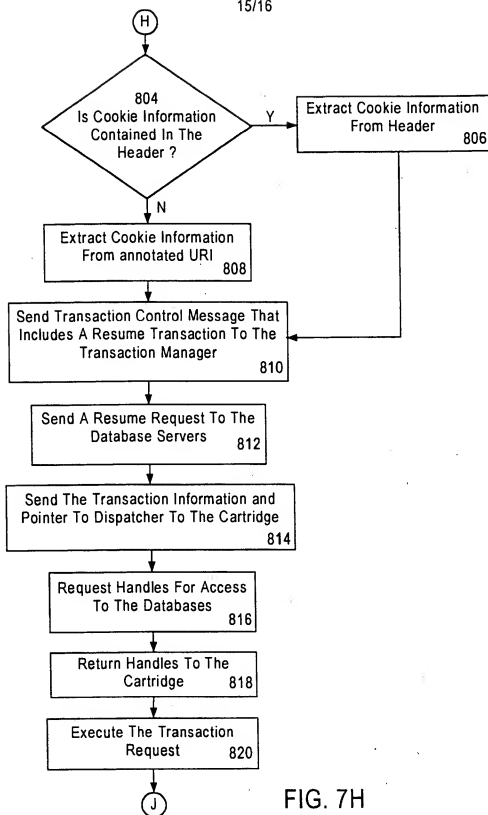 15/16
H
804
Is Cookie Information
Contained In The
Header ?
Y
Extract Cookie Information
From Header
806
N
Extract Cookie Information
From annotated URI
808
Send Transaction Control Message That
Includes A Resume Transaction To The
Transaction Manager
810
Send A Resume Request To The
Database Servers
812
Send The Transaction Information and
Pointer To Dispatcher To The Cartridge
814
Request Handles For Access
To The Databases
816
Return Handles To The
Cartridge
818
Execute The Transaction
Request
820
J
FIG. 7H